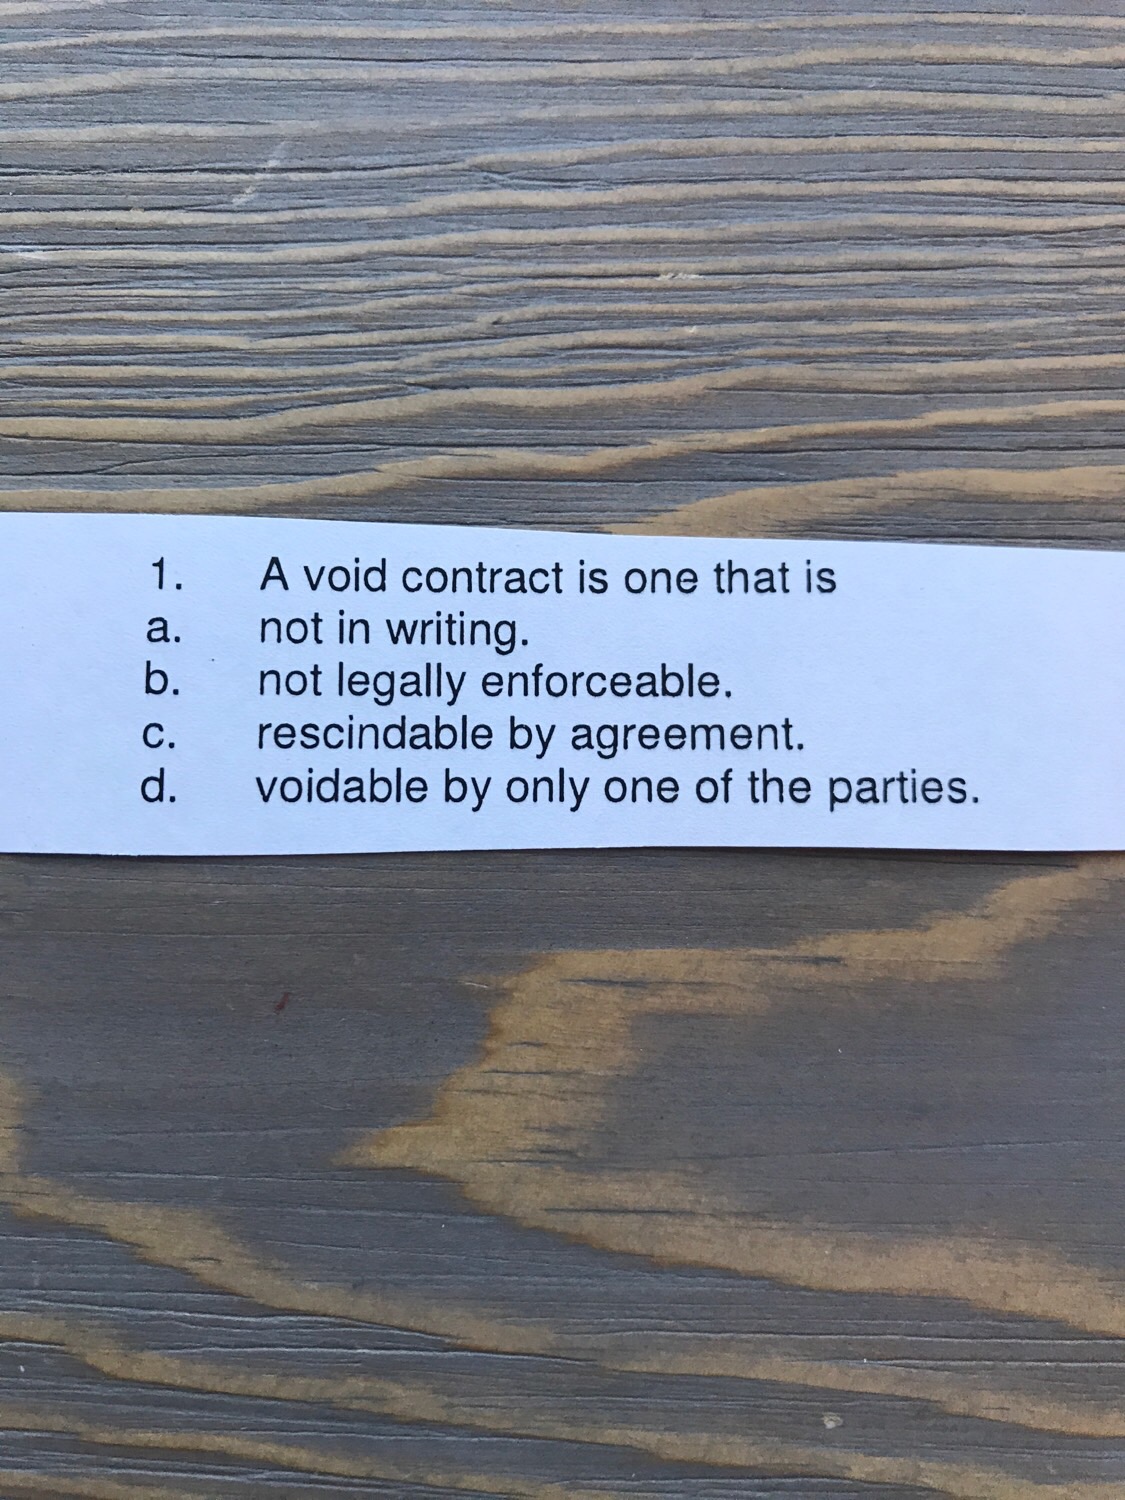 1. A void contract is one that is
a. not in writing.
b. not legally enforceable.
c. rescindable by agreement.
d. voidable by only one of the parties.